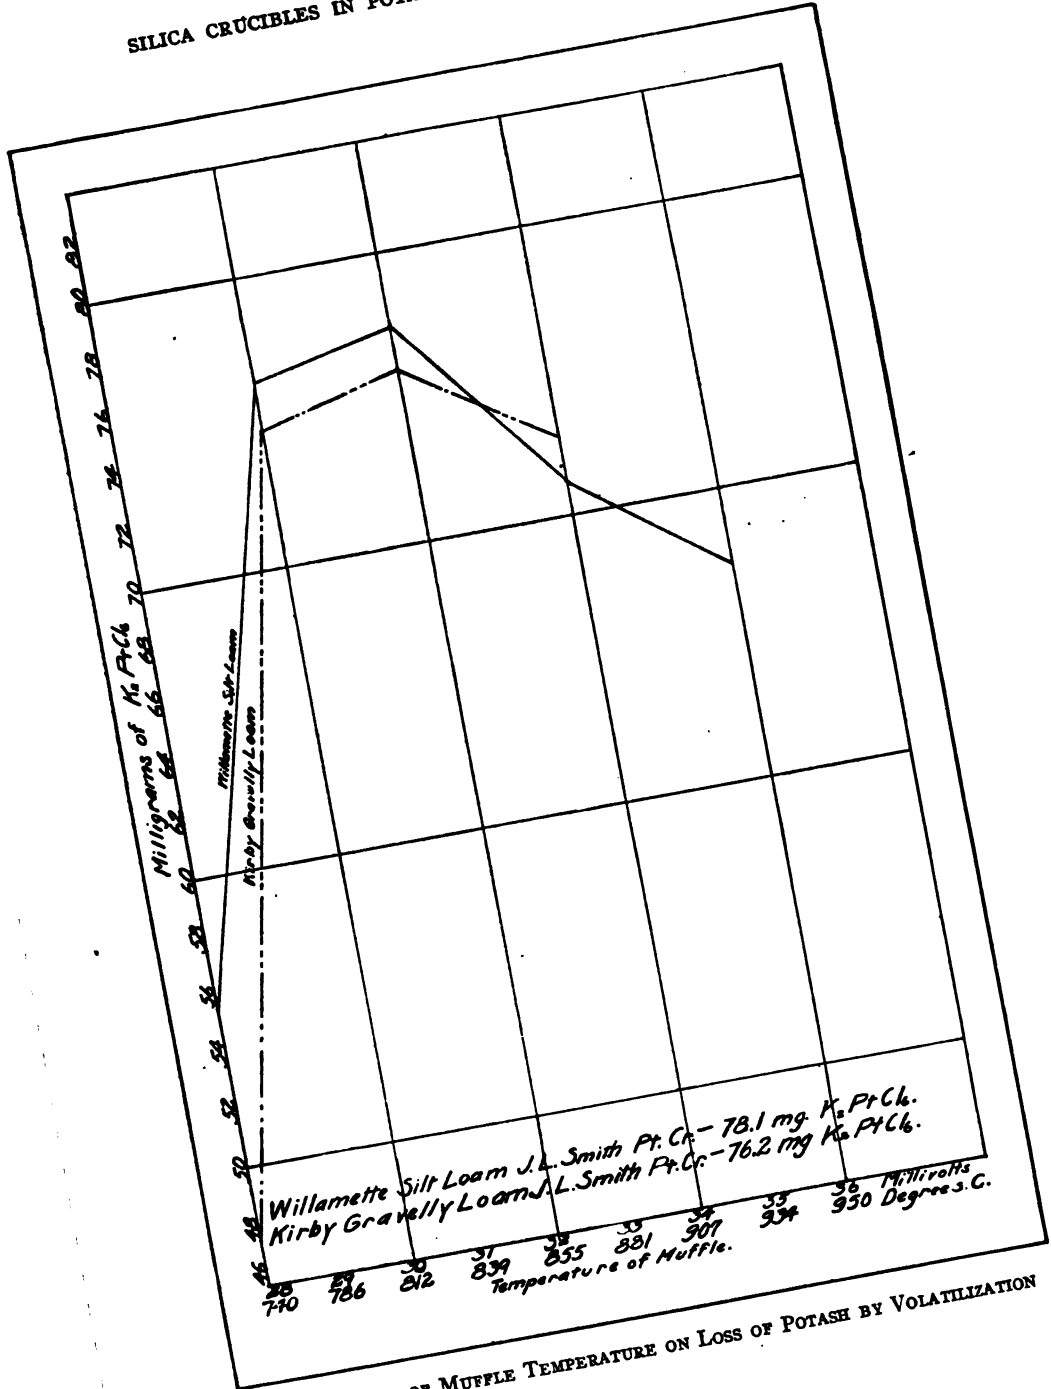 SILICA CRUCIBLES IN
82
80
78
76
74
72
70
68
66
64
62
60
58
56
54
52
50
48
46
Milligrams of K₂PtCl₆
Willamette Silt Loam
Kirby Gravelly Loam
Willamette Silt Loam J.L. Smith Pt. Cr. – 78.1 mg. K₂PtCl₆.
Kirby Gravelly Loam J.L. Smith Pt. Cr. – 76.2 mg K₂PtCl₆.
28 29 30 31 32 33 34 35 36 Millivolts
770 786 812 839 855 881 907 934 950 Degrees. C.
Temperature of Muffle.
MUFFLE TEMPERATURE ON LOSS OF POTASH BY VOLATILIZATION